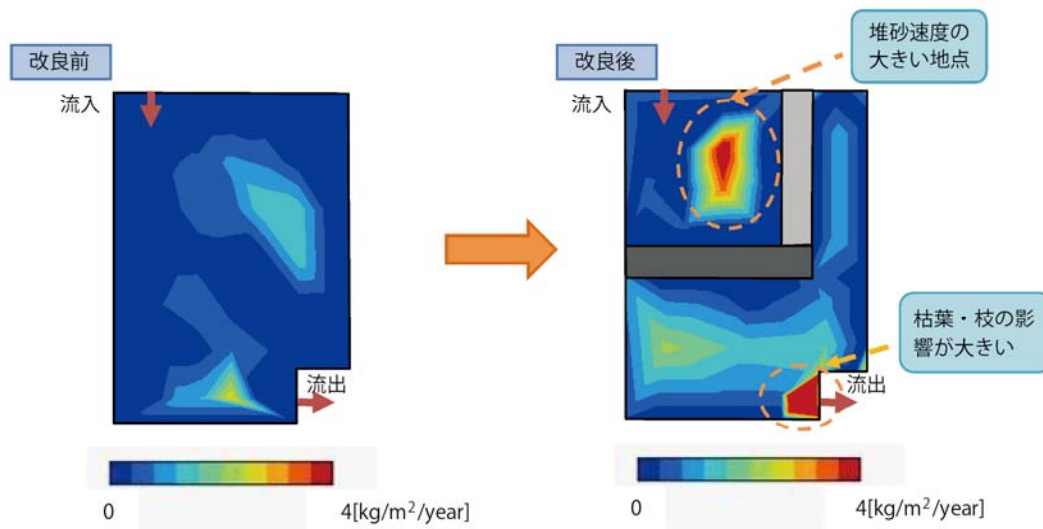 改良前
流入
流出
0
4[kg/m²/year]
改良後
流入
堆砂速度の
大きい地点
枯葉・枝の影
響が大きい
流出
0
4[kg/m²/year]